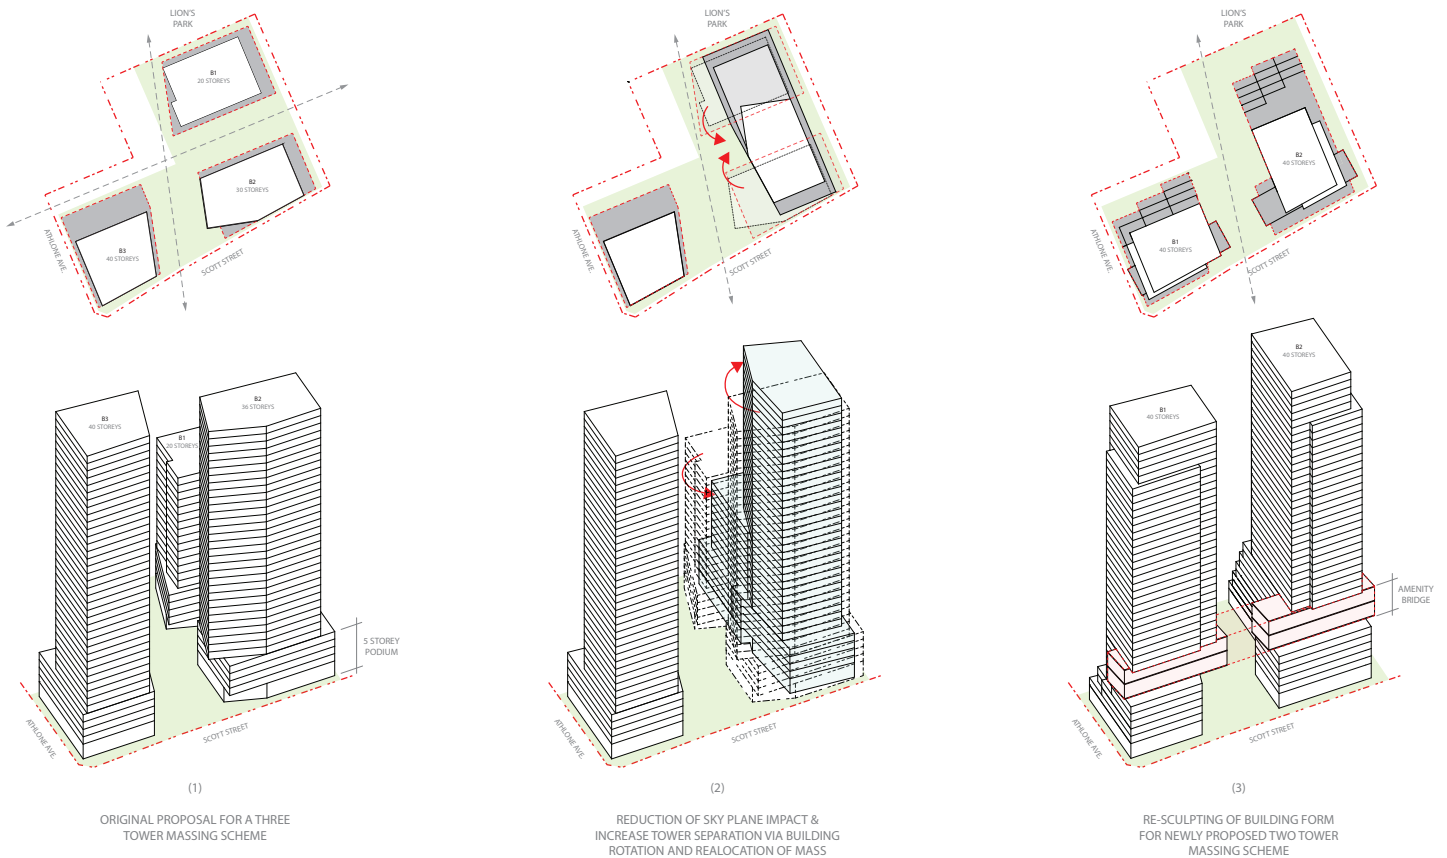 LION'S
PARK
B1
20 STOREYS
B2
30 STOREYS
B3
40 STOREYS
ATHLONE AVE.
SCOTT STREET
LION'S
PARK
ATHLONE AVE.
SCOTT STREET
LION'S
PARK
B2
40 STOREYS
B1
40 STOREYS
ATHLONE AVE.
SCOTT STREET
B3
40 STOREYS
B1
20 STOREYS
B2
36 STOREYS
5 STOREY
PODIUM
ATHLONE AVE.
SCOTT STREET
ATHLONE AVE.
SCOTT STREET
B1
40 STOREYS
B2
40 STOREYS
AMENITY
BRIDGE
ATHLONE AVE.
SCOTT STREET
(1)
ORIGINAL PROPOSAL FOR A THREE
TOWER MASSING SCHEME
(2)
REDUCTION OF SKY PLANE IMPACT &
INCREASE TOWER SEPARATION VIA BUILDING
ROTATION AND REALOCATION OF MASS
(3)
RE-SCULPTING OF BUILDING FORM
FOR NEWLY PROPOSED TWO TOWER
MASSING SCHEME